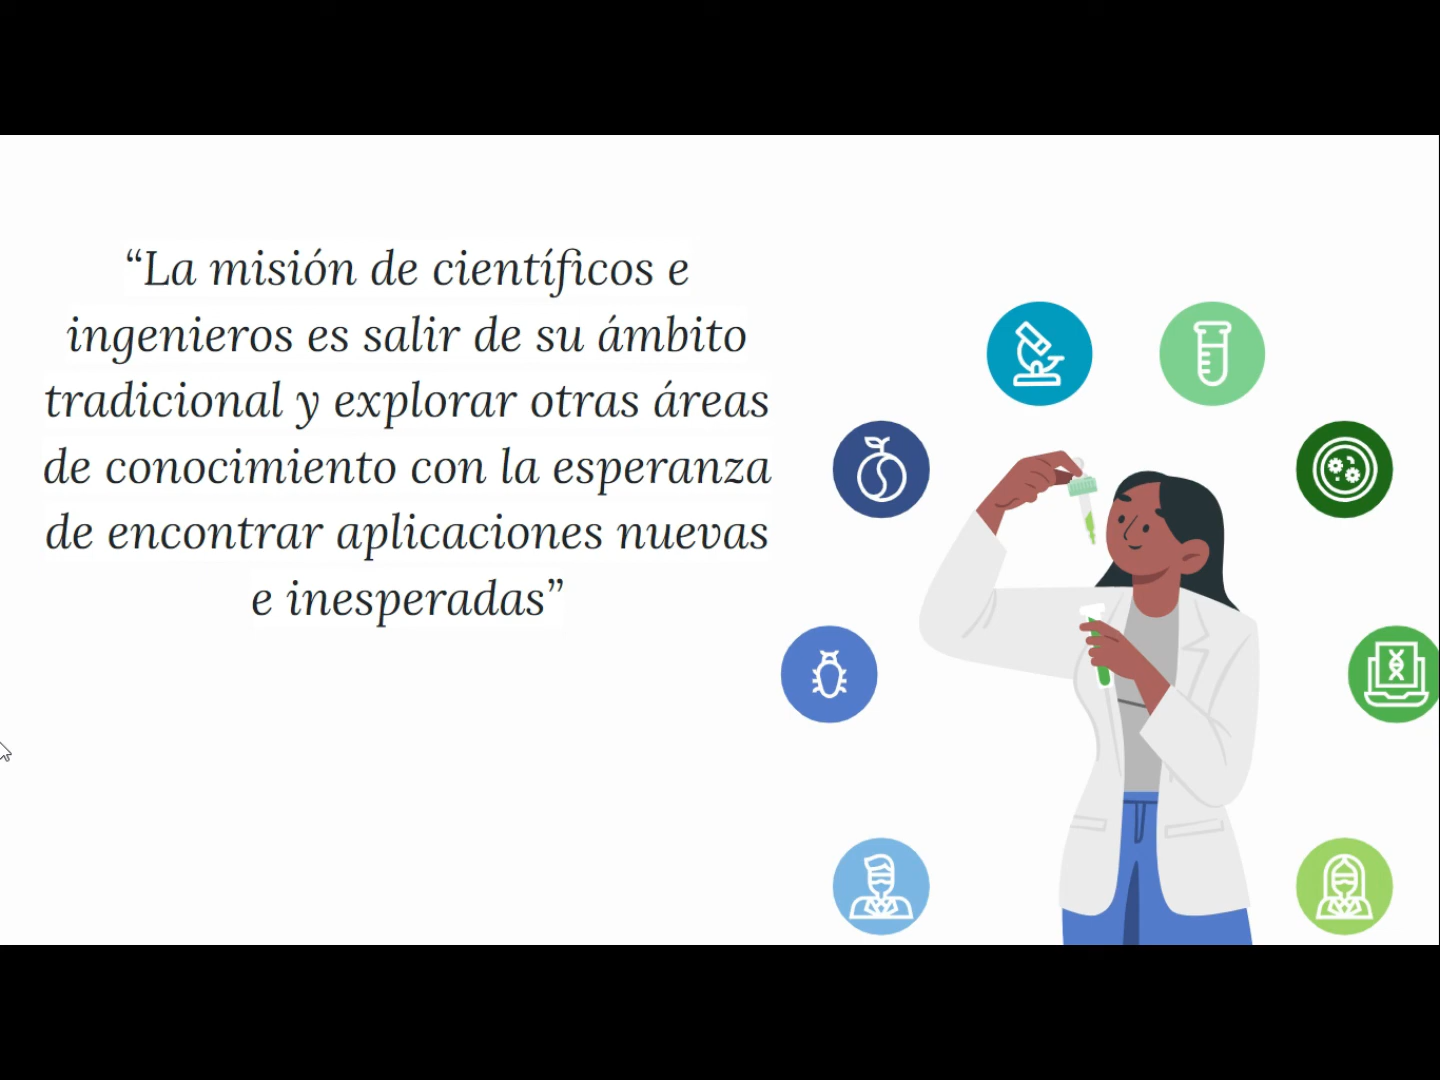 “La misión de científicos e
ingenieros es salir de su ámbito
tradicional y explorar otras áreas
de conocimiento con la esperanza
de encontrar aplicaciones nuevas
e inesperadas”